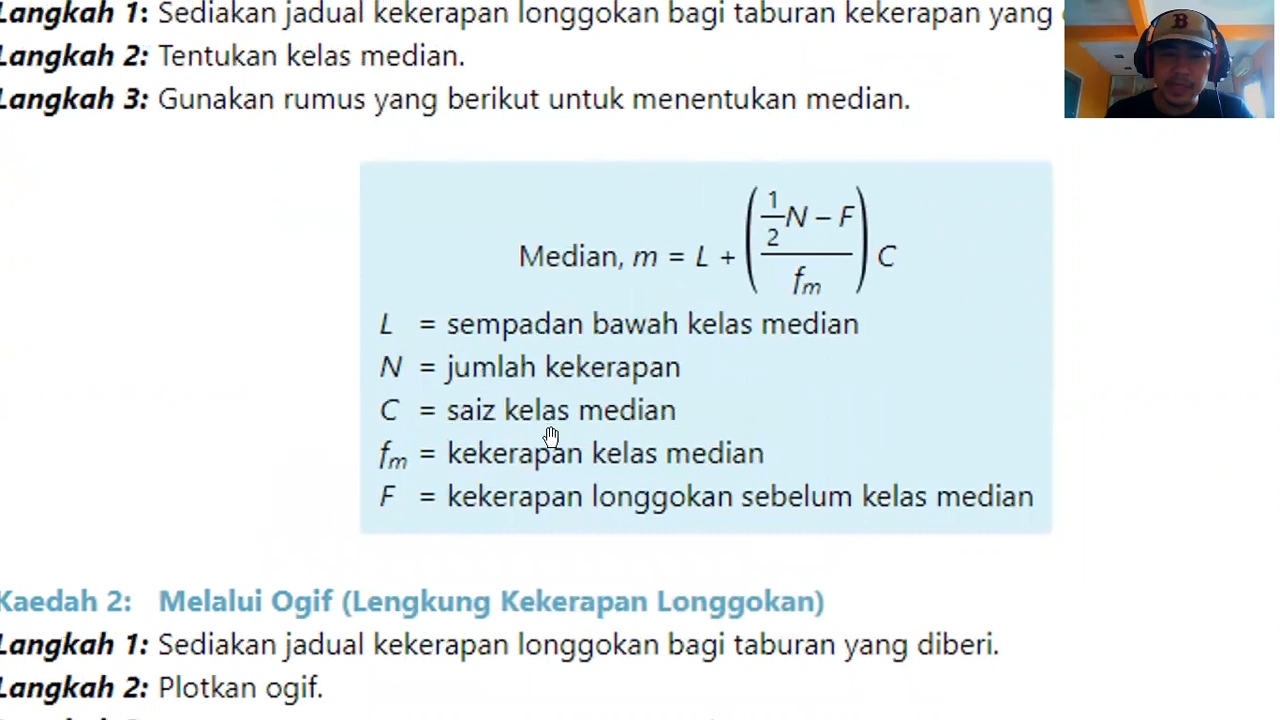 Langkah 1: Sediakan jadual kekerapan longgokan bagi taburan kekerapan yang
Langkah 2: Tentukan kelas median.
Langkah 3: Gunakan rumus yang berikut untuk menentukan median.
B
Median, m = L + ( (1/2 N – F) / fₘ ) C
L = sempadan bawah kelas median
N = jumlah kekerapan
C = saiz kelas median
fₘ = kekerapan kelas median
F = kekerapan longgokan sebelum kelas median
Kaedah 2: Melalui Ogif (Lengkung Kekerapan Longgokan)
Langkah 1: Sediakan jadual kekerapan longgokan bagi taburan yang diberi.
Langkah 2: Plotkan ogif.